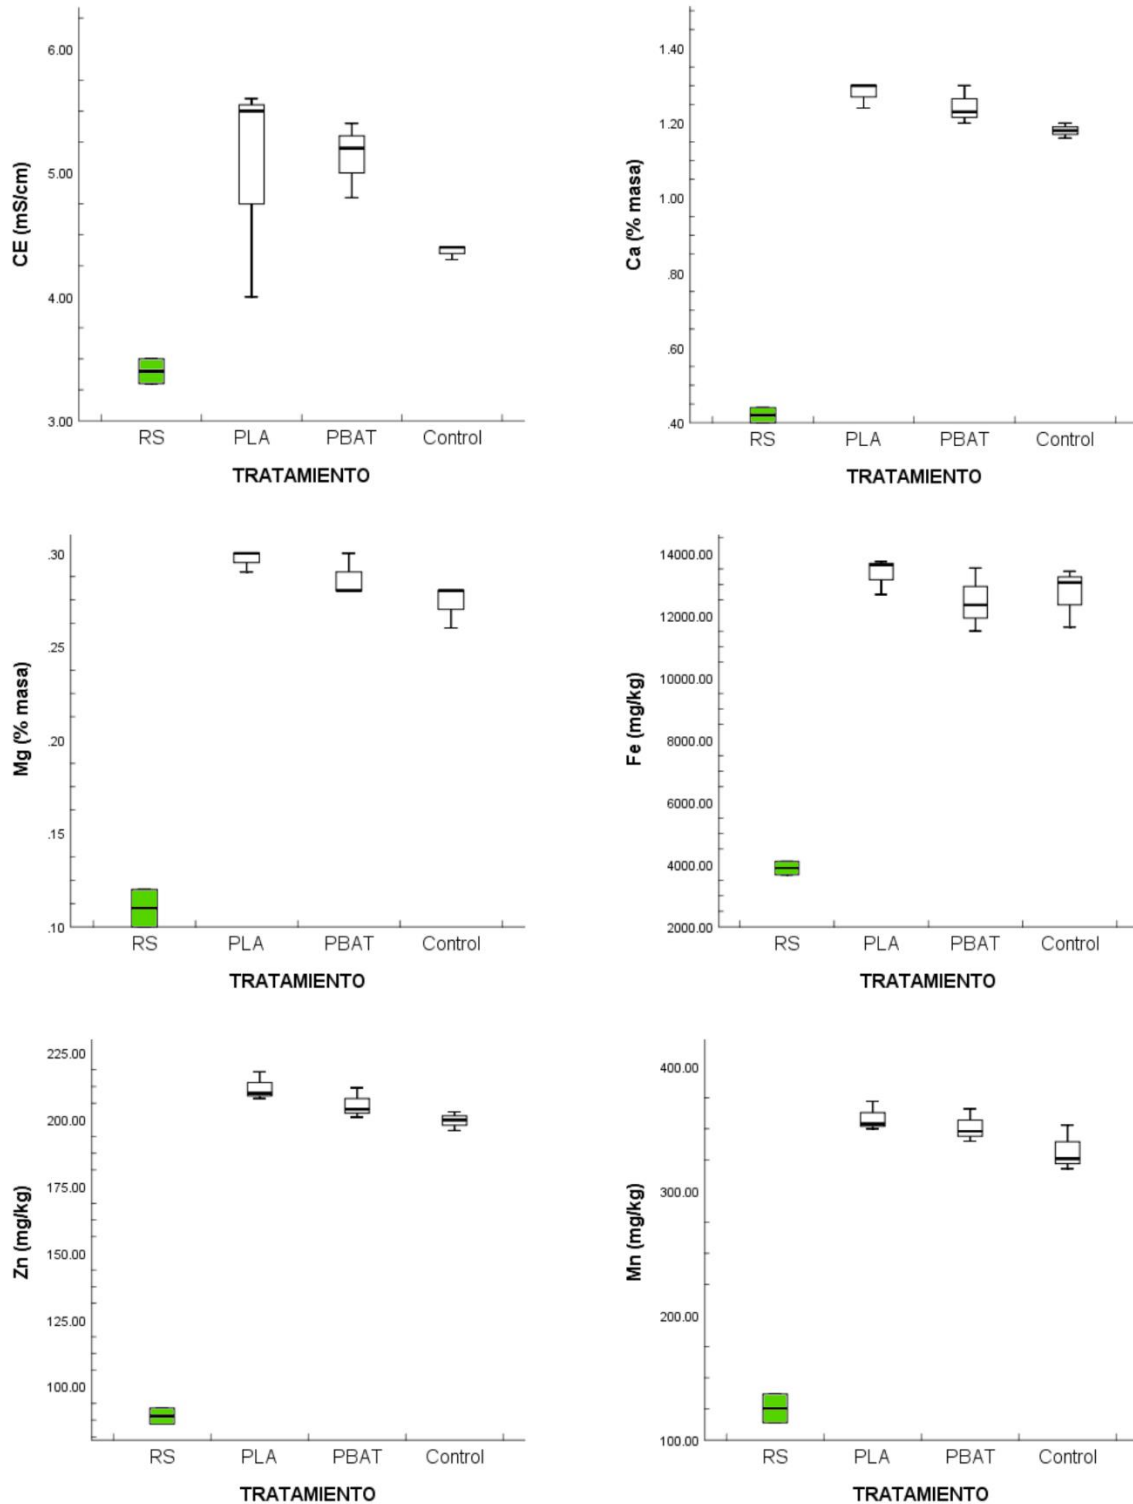 CE (mS/cm)
6.00
5.00
4.00
3.00
RS PLA PBAT Control
TRATAMIENTO
Ca (% masa)
1.40
1.20
1.00
.80
.60
.40
RS PLA PBAT Control
TRATAMIENTO
Mg (% masa)
.30
.25
.20
.15
.10
RS PLA PBAT Control
TRATAMIENTO
Fe (mg/kg)
14000.00
12000.00
10000.00
8000.00
6000.00
4000.00
2000.00
RS PLA PBAT Control
TRATAMIENTO
Zn (mg/kg)
225.00
200.00
175.00
150.00
125.00
100.00
RS PLA PBAT Control
TRATAMIENTO
Mn (mg/kg)
400.00
300.00
200.00
100.00
RS PLA PBAT Control
TRATAMIENTO